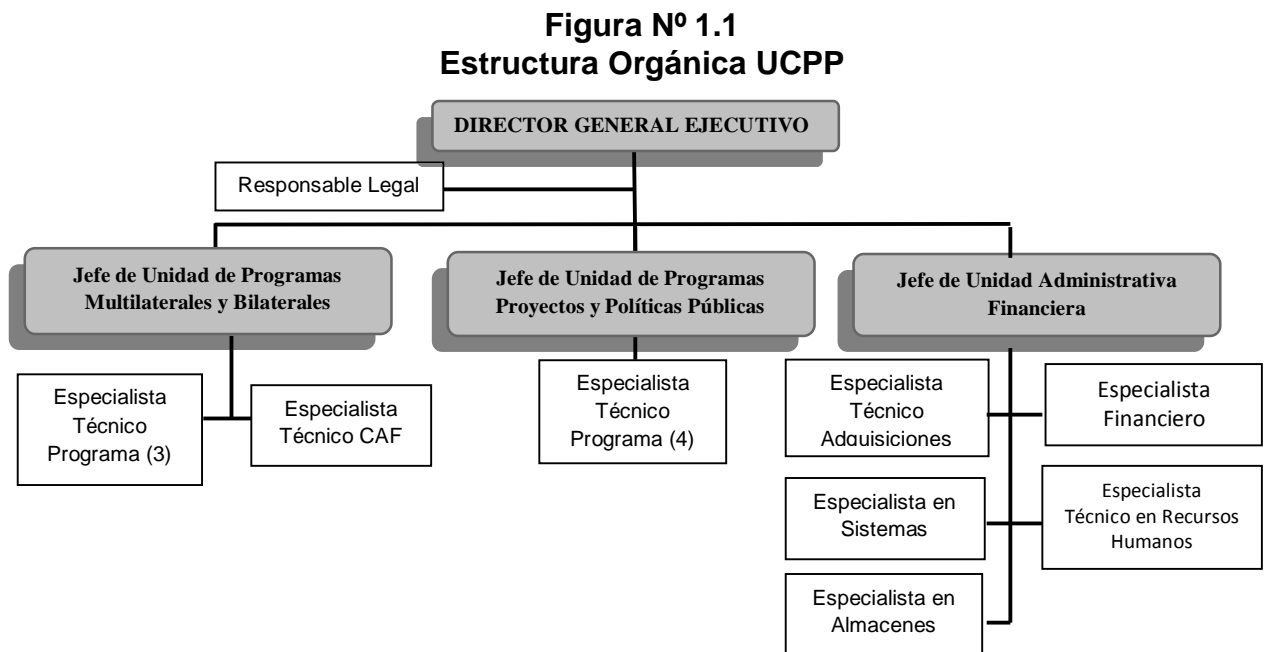 Figura Nº 1.1
Estructura Orgánica UCPP
DIRECTOR GENERAL EJECUTIVO
Responsable Legal
Jefe de Unidad de Programas
Multilaterales y Bilaterales
Jefe de Unidad de Programas
Proyectos y Políticas Públicas
Jefe de Unidad Administrativa
Financiera
Especialista
Técnico
Programa (3)
Especialista
Técnico CAF
Especialista
Técnico
Programa (4)
Especialista
Técnico
Adquisiciones
Especialista
Financiero
Especialista en
Sistemas
Especialista
Técnico en Recursos
Humanos
Especialista en
Almacenes